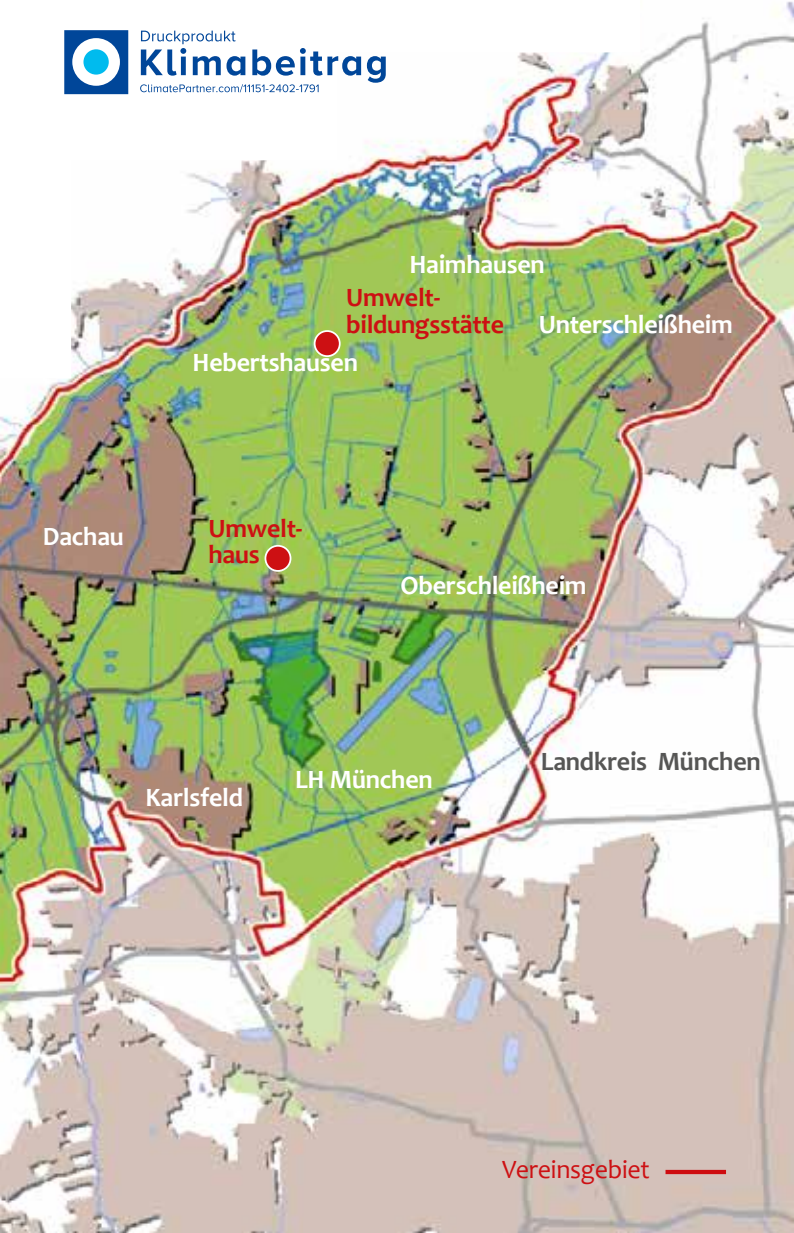 Druckprodukt
Klimabeitrag
ClimatePartner.com/11151-2402-1791
Haimhausen
Umwelt-
bildungsstätte
Unterschleißheim
Hebertshausen
Dachau
Umwelt-
haus
Oberschleißheim
Landkreis München
LH München
Karlsfeld
Vereinsgebiet